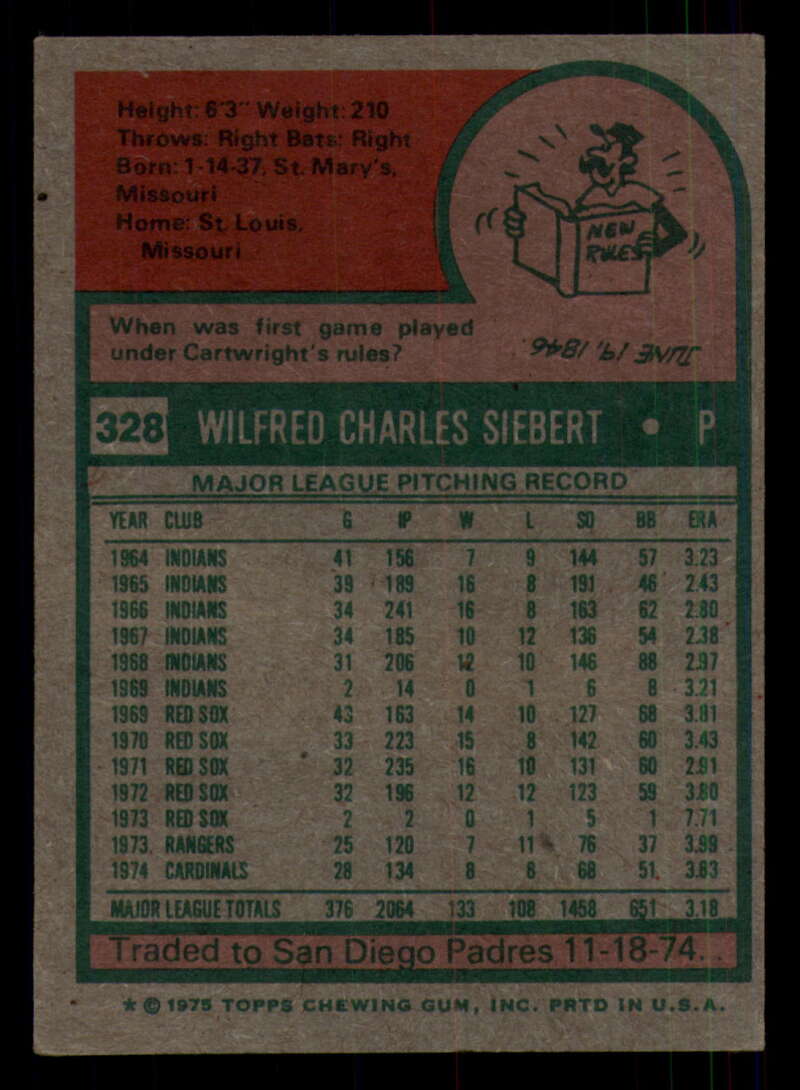 Height: 6'3" Weight: 210
Throws: Right Bats: Right
Born: 1-14-37, St. Mary's,
Missouri
Home: St. Louis,
Missouri
NEW
RULES
When was first game played
under Cartwright's rules?
JUNE 19, 1846.
328 WILFRED CHARLES SIEBERT • P
MAJOR LEAGUE PITCHING RECORD
YEAR CLUB G IP W L SO BB ERA
1964 INDIANS 41 156 7 9 144 57 3.23
1965 INDIANS 39 189 16 8 191 46 2.43
1966 INDIANS 34 241 16 8 163 62 2.80
1967 INDIANS 34 185 10 12 136 54 2.38
1968 INDIANS 31 206 12 10 146 88 2.97
1969 INDIANS 2 14 0 1 6 8 3.21
1969 RED SOX 43 163 14 10 127 68 3.81
1970 RED SOX 33 223 15 8 142 60 3.43
1971 RED SOX 32 235 16 10 131 60 2.91
1972 RED SOX 32 196 12 12 123 59 3.80
1973 RED SOX 2 2 0 1 5 1 7.71
1973 RANGERS 25 120 7 11 76 37 3.99
1974 CARDINALS 28 134 8 8 68 51 3.83
MAJOR LEAGUE TOTALS 376 2064 133 108 1458 651 3.18
Traded to San Diego Padres 11-18-74. .
* © 1975 TOPPS CHEWING GUM, INC. PRTD IN U.S.A.